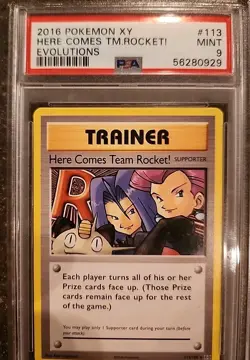 2016 POKEMON XY #113
HERE COMES TM.ROCKET! MINT
EVOLUTIONS PSA 9
56280929
TRAINER
Here Comes Team Rocket! SUPPORTER
R
Each player turns all of his or her
Prize cards face up. (Those Prize
cards remain face up for the
rest of the game.)
You may play only 1 Supporter card during your turn (before
your attack).